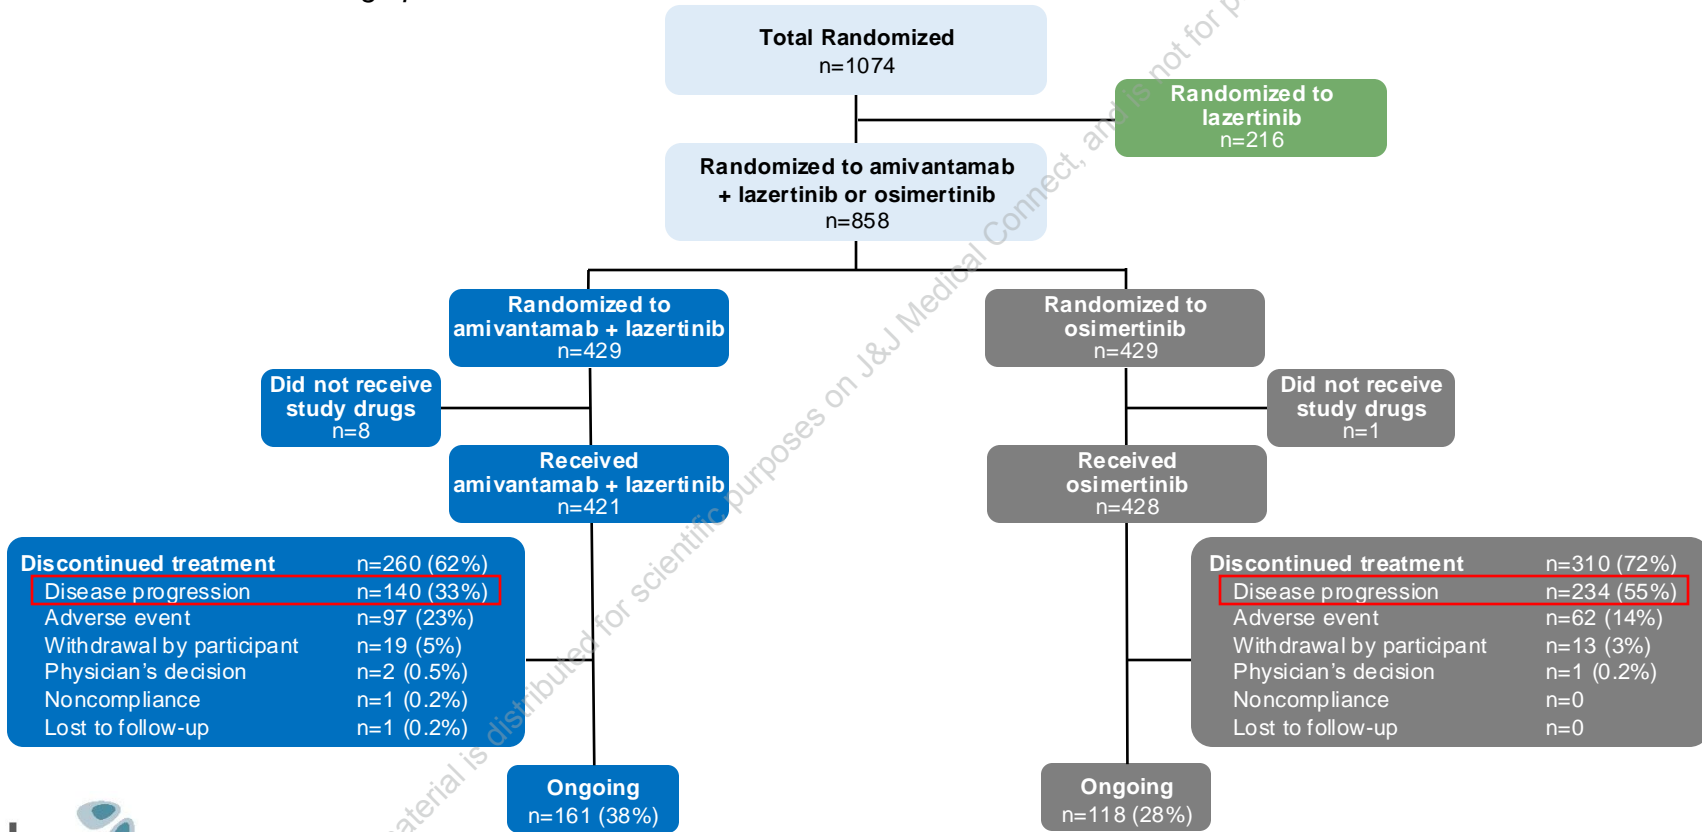 Total Randomized
n=1074
Randomized to
lazertinib
n=216
Randomized to amivantamab
+ lazertinib or osimertinib
n=858
Randomized to
amivantamab + lazertinib
n=429
Randomized to
osimertinib
n=429
Did not receive
study drugs
n=8
Did not receive
study drugs
n=1
Received
amivantamab + lazertinib
n=421
Received
osimertinib
n=428
Discontinued treatment n=260 (62%)
Disease progression n=140 (33%)
Adverse event n=97 (23%)
Withdrawal by participant n=19 (5%)
Physician's decision n=2 (0.5%)
Noncompliance n=1 (0.2%)
Lost to follow-up n=1 (0.2%)
Discontinued treatment n=310 (72%)
Disease progression n=234 (55%)
Adverse event n=62 (14%)
Withdrawal by participant n=13 (3%)
Physician's decision n=1 (0.2%)
Noncompliance n=0
Lost to follow-up n=0
Ongoing
n=161 (38%)
Ongoing
n=118 (28%)
is distributed for scientific purposes on J&J Medical Connect, and is not for